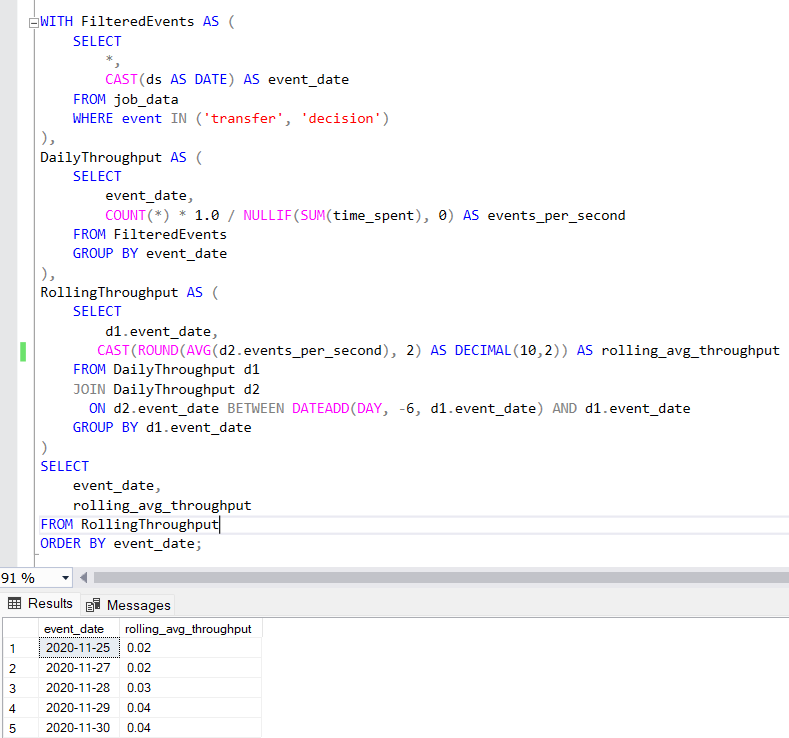 WITH FilteredEvents AS (
    SELECT
        *,
        CAST(ds AS DATE) AS event_date
    FROM job_data
    WHERE event IN ('transfer', 'decision')
),
DailyThroughput AS (
    SELECT
        event_date,
        COUNT(*) * 1.0 / NULLIF(SUM(time_spent), 0) AS events_per_second
    FROM FilteredEvents
    GROUP BY event_date
),
RollingThroughput AS (
    SELECT
        d1.event_date,
       CAST(ROUND(AVG(d2.events_per_second), 2) AS DECIMAL(10,2)) AS rolling_avg_throughput
    FROM DailyThroughput d1
    JOIN DailyThroughput d2
      ON d2.event_date BETWEEN DATEADD(DAY, -6, d1.event_date) AND d1.event_date
    GROUP BY d1.event_date
)
SELECT
    event_date,
    rolling_avg_throughput
FROM RollingThroughput
ORDER BY event_date;
91 %
Results Messages
event_date rolling_avg_throughput
1 2020-11-25 0.02
2 2020-11-27 0.02
3 2020-11-28 0.03
4 2020-11-29 0.04
5 2020-11-30 0.04